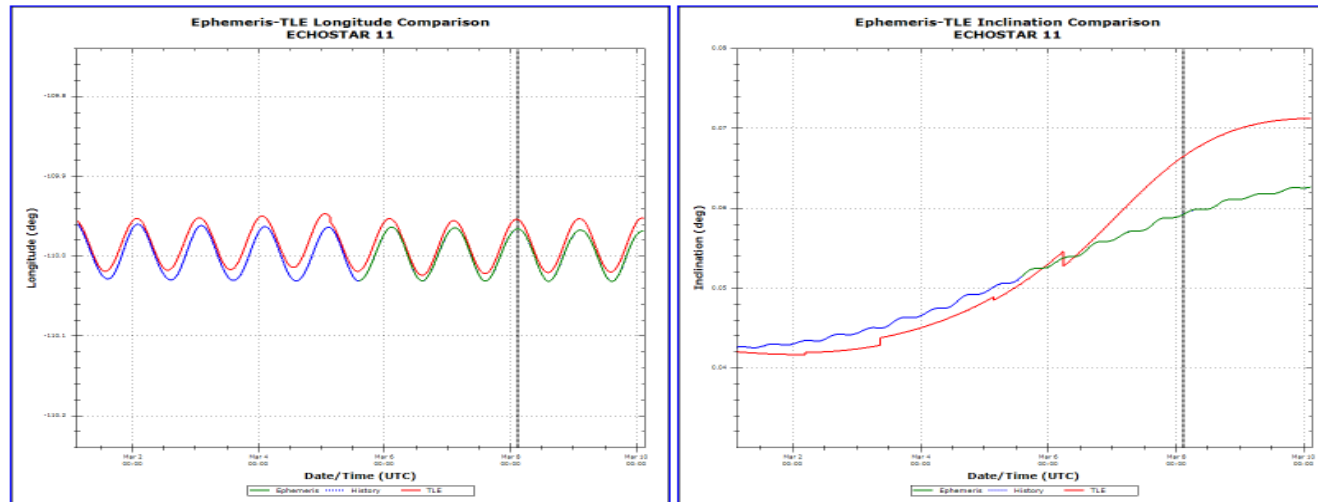 Ephemeris-TLE Longitude Comparison
ECHOSTAR 11
Longitude (deg)
-109.8
-109.9
-110.0
-110.1
-110.2
Mar 2
00:00
Mar 4
00:00
Mar 6
00:00
Mar 8
00:00
Mar 10
00:00
Date/Time (UTC)
Ephemeris History TLE
Ephemeris-TLE Inclination Comparison
ECHOSTAR 11
Inclination (deg)
0.08
0.07
0.06
0.05
0.04
Mar 2
00:00
Mar 4
00:00
Mar 6
00:00
Mar 8
00:00
Mar 10
00:00
Date/Time (UTC)
Ephemeris History TLE